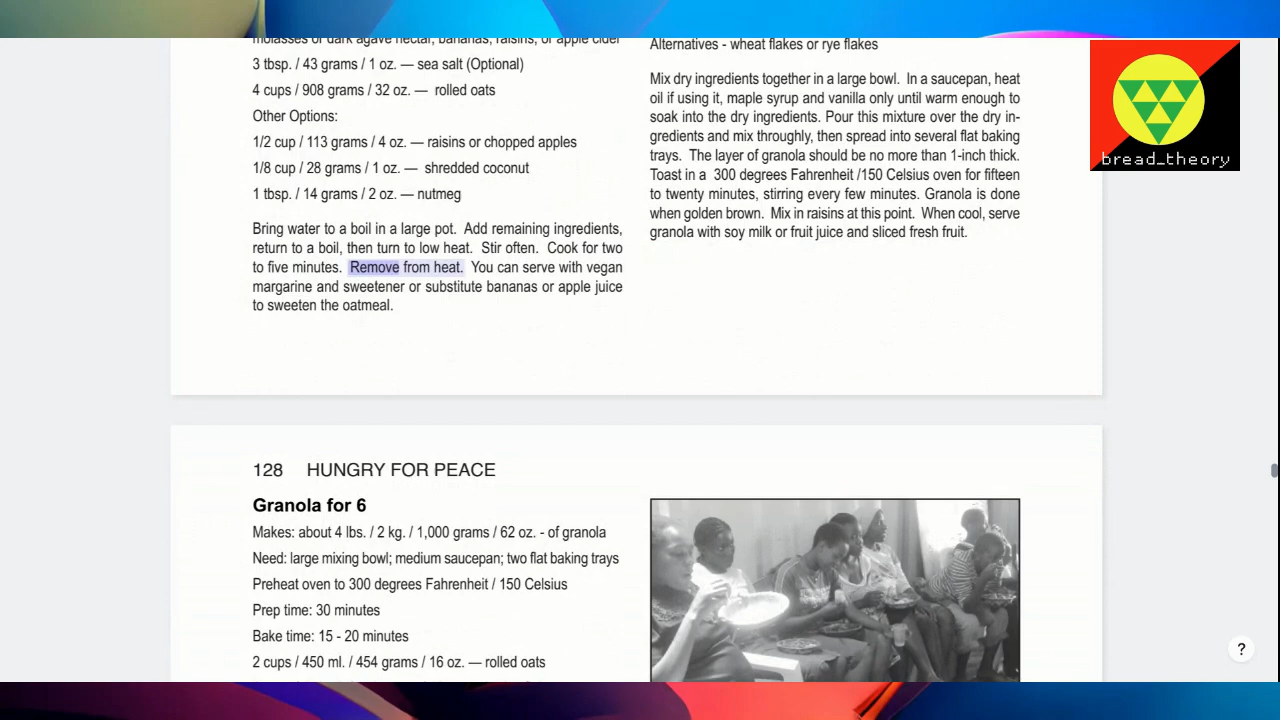 molasses or dark agave nectar, bananas, raisins, or apple cider
3 tbsp. / 43 grams / 1 oz. — sea salt (Optional)
4 cups / 908 grams / 32 oz. — rolled oats
Other Options:
1/2 cup / 113 grams / 4 oz. — raisins or chopped apples
1/8 cup / 28 grams / 1 oz. — shredded coconut
1 tbsp. / 14 grams / 2 oz. — nutmeg
Bring water to a boil in a large pot. Add remaining ingredients,
return to a boil, then turn to low heat. Stir often. Cook for two
to five minutes. Remove from heat. You can serve with vegan
margarine and sweetener or substitute bananas or apple juice
to sweeten the oatmeal.
Alternatives - wheat flakes or rye flakes
Mix dry ingredients together in a large bowl. In a saucepan, heat
oil if using it, maple syrup and vanilla only until warm enough to
soak into the dry ingredients. Pour this mixture over the dry in-
gredients and mix throughly, then spread into several flat baking
trays. The layer of granola should be no more than 1-inch thick.
Toast in a 300 degrees Fahrenheit /150 Celsius oven for fifteen
to twenty minutes, stirring every few minutes. Granola is done
when golden brown. Mix in raisins at this point. When cool, serve
granola with soy milk or fruit juice and sliced fresh fruit.
bread_theory
128 HUNGRY FOR PEACE
Granola for 6
Makes: about 4 lbs. / 2 kg. / 1,000 grams / 62 oz. - of granola
Need: large mixing bowl; medium saucepan; two flat baking trays
Preheat oven to 300 degrees Fahrenheit / 150 Celsius
Prep time: 30 minutes
Bake time: 15 - 20 minutes
2 cups / 450 ml. / 454 grams / 16 oz. — rolled oats
?